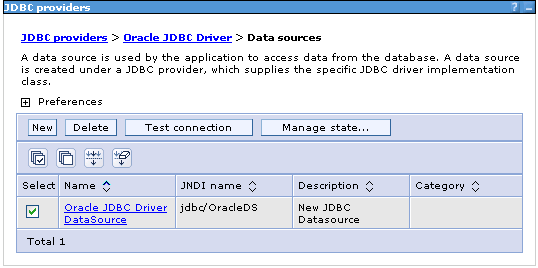 JDBC providers ? –
JDBC providers > Oracle JDBC Driver > Data sources
A data source is used by the application to access data from the database. A data source
is created under a JDBC provider, which supplies the specific JDBC driver implementation
class.
Preferences
New Delete Test connection Manage state...
Select Name JNDI name Description Category
Oracle JDBC Driver jdbc/OracleDS New JDBC
DataSource Datasource
Total 1